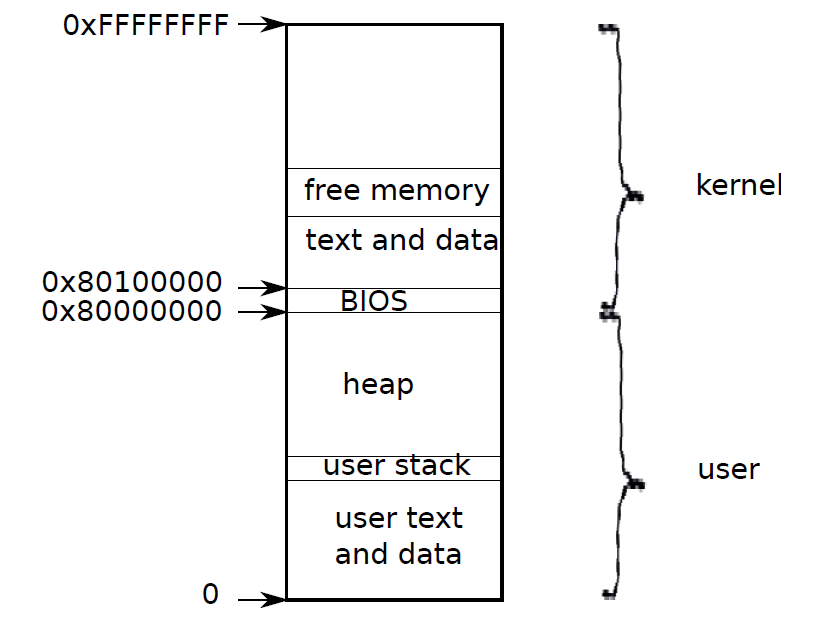 0xFFFFFFFF
free memory
kernel
text and data
0x80100000
BIOS
0x80000000
heap
user stack
user
user text
and data
0